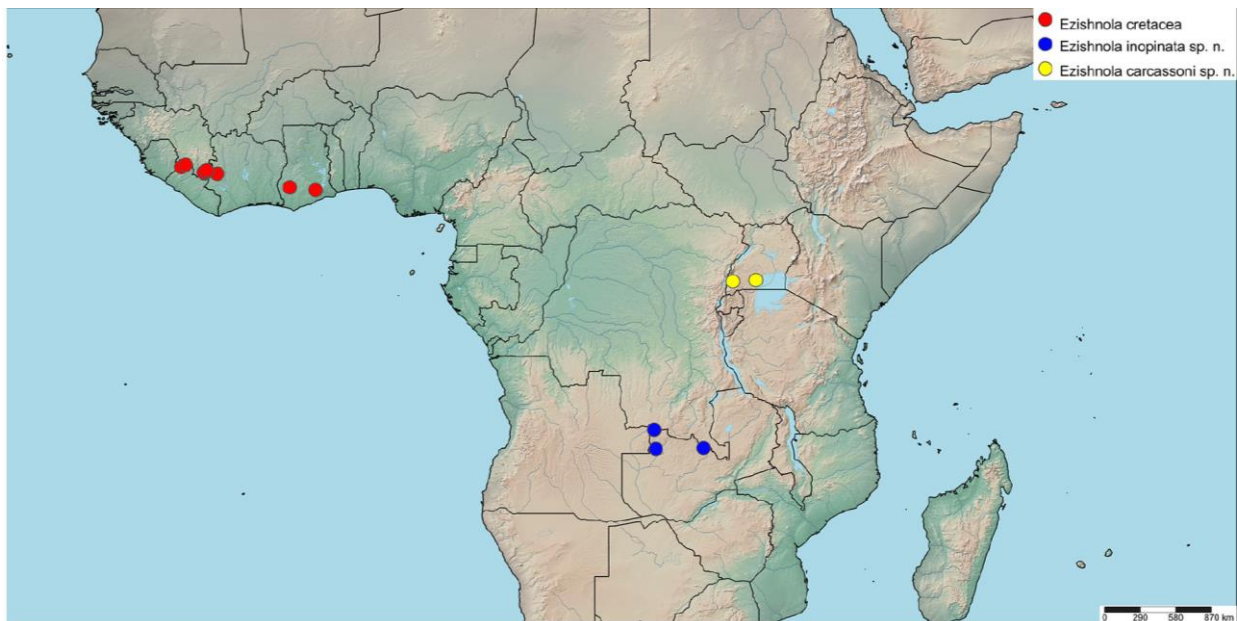 Ezishnola cretacea
Ezishnola inopinata sp. n.
Ezishnola carcassoni sp. n.
0 290 580 870 km